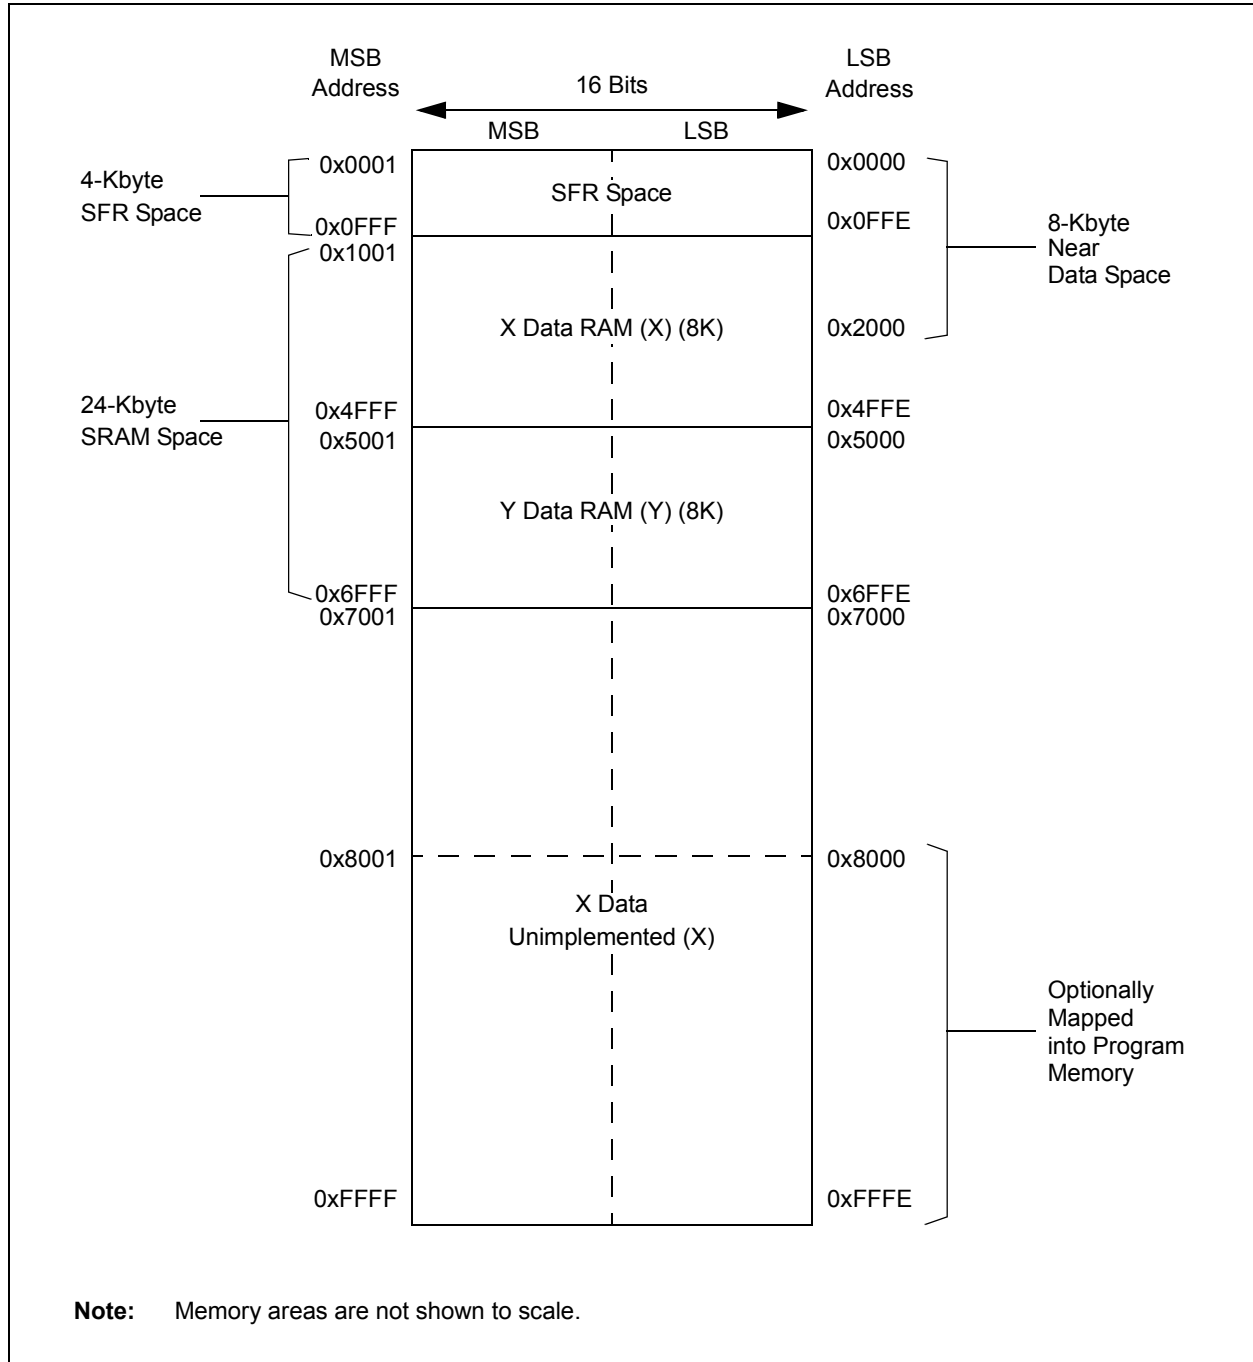 MSB
Address
LSB
Address
16 Bits
MSB
LSB
0x0001
0x0000
4-Kbyte
SFR Space
SFR Space
0x0FFF
0x0FFE
8-Kbyte
Near
Data Space
0x1001
X Data RAM (X) (8K)
0x2000
24-Kbyte
SRAM Space
0x4FFF
0x4FFE
0x5001
0x5000
Y Data RAM (Y) (8K)
0x6FFF
0x6FFE
0x7001
0x7000
0x8001
0x8000
X Data
Unimplemented (X)
Optionally
Mapped
into Program
Memory
0xFFFF
0xFFFE
Note: Memory areas are not shown to scale.